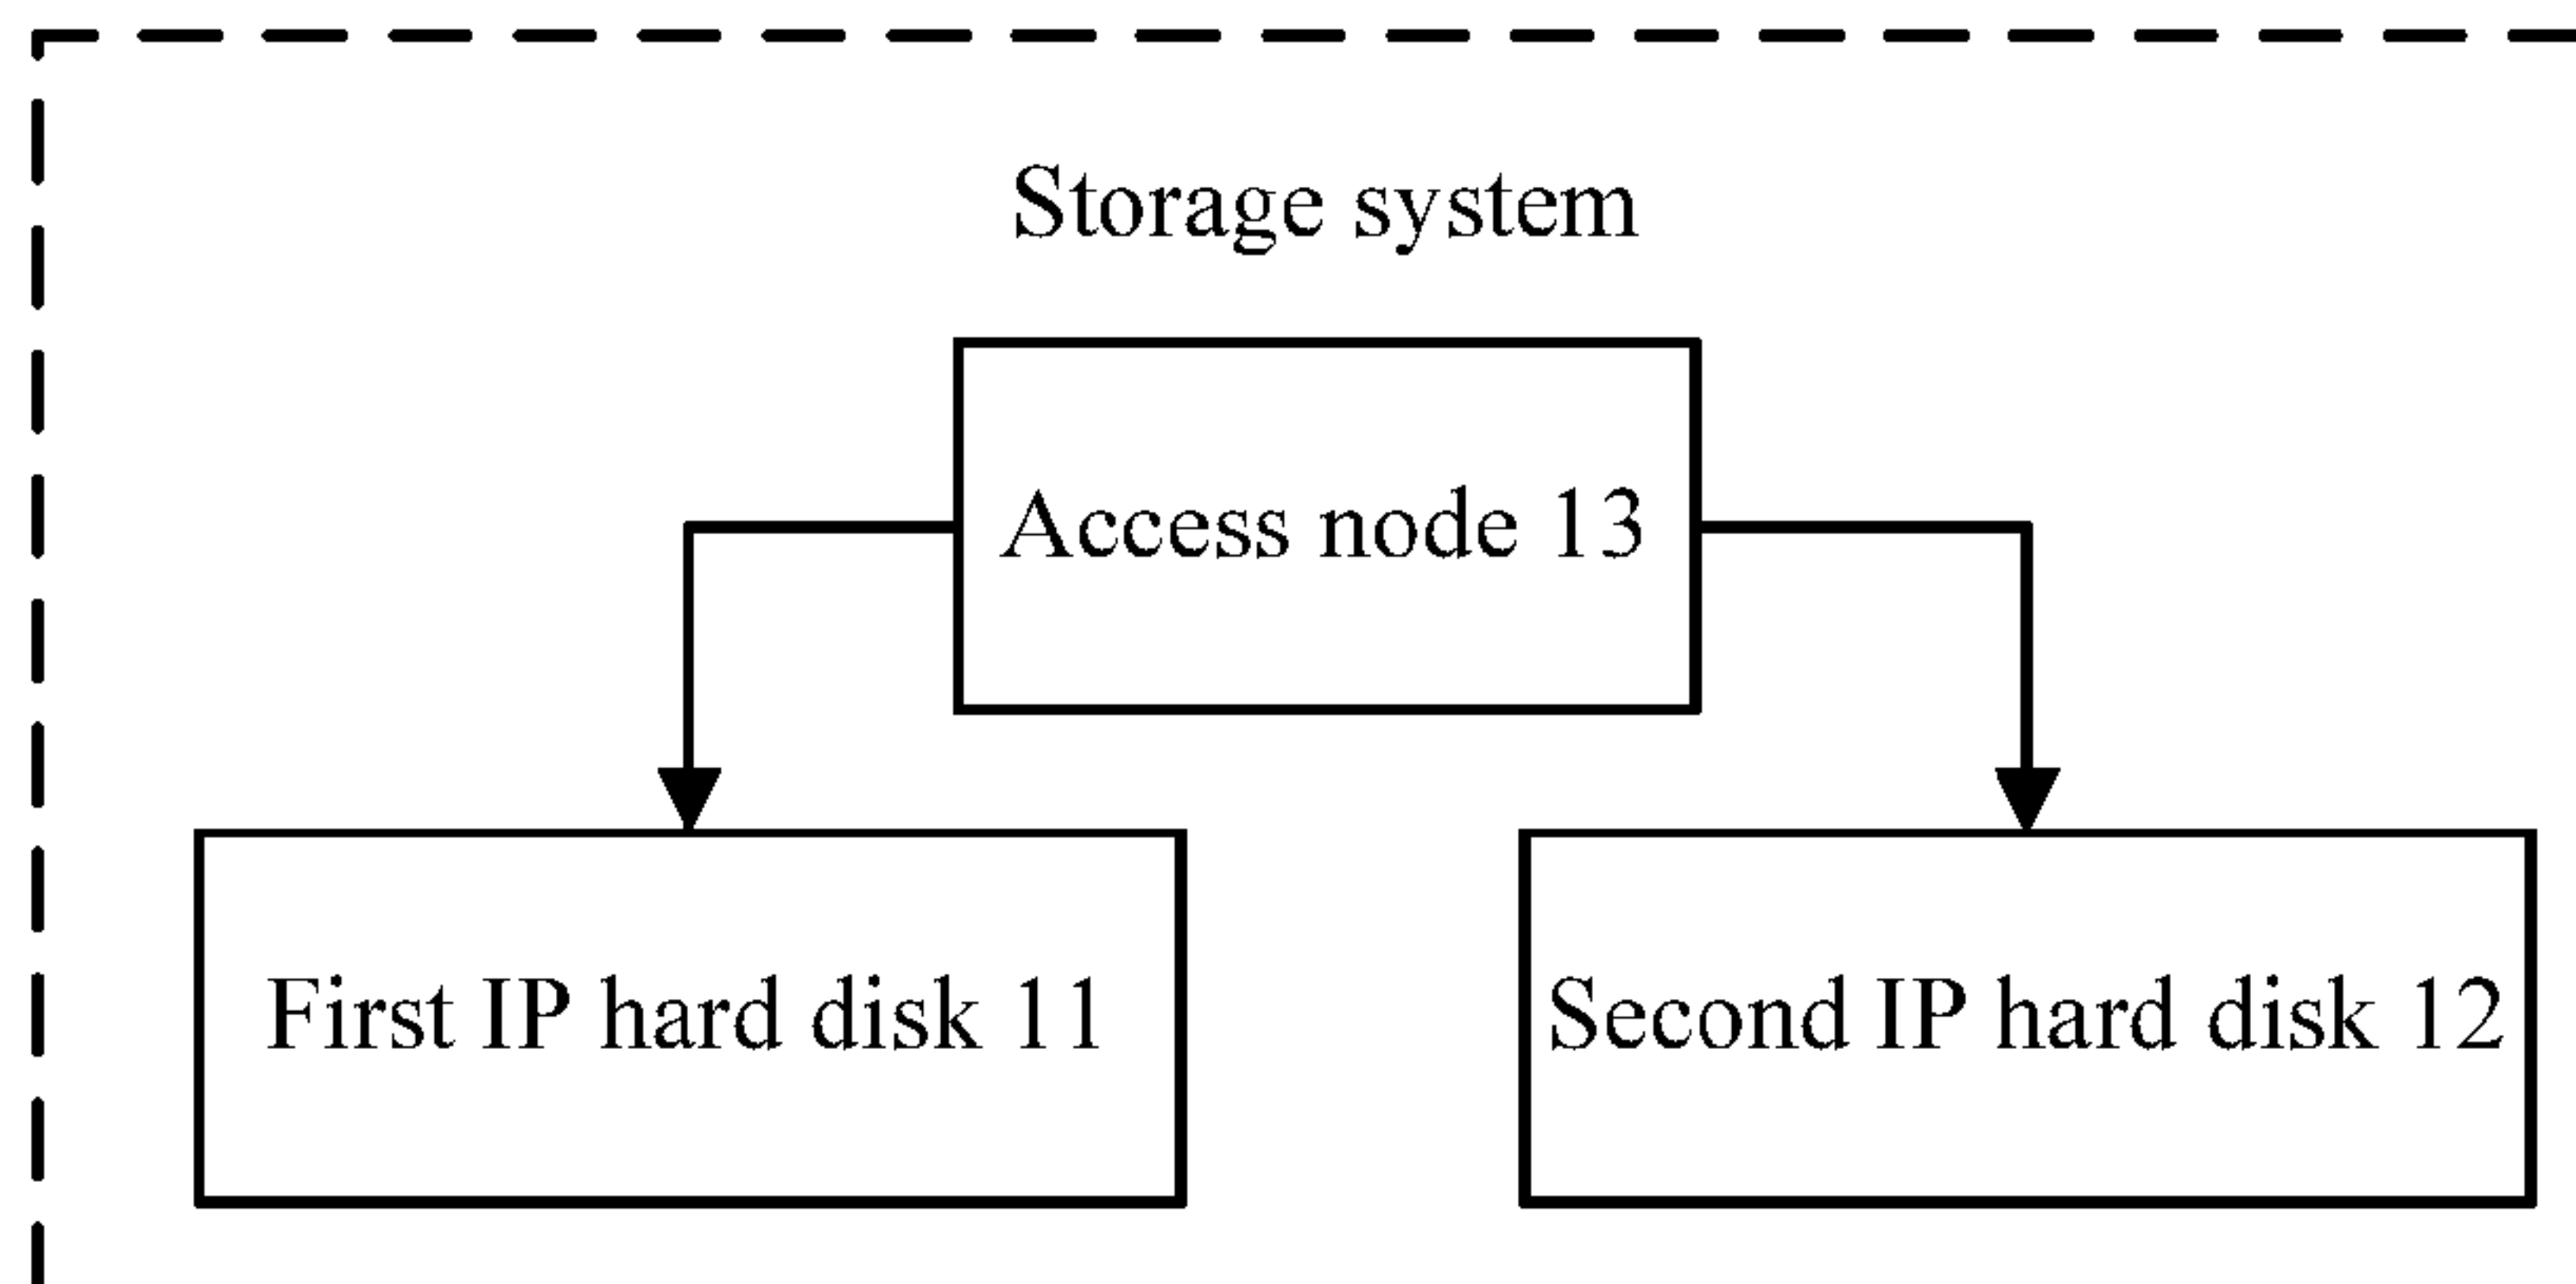 Storage system
Access node 13
First IP hard disk 11
Second IP hard disk 12